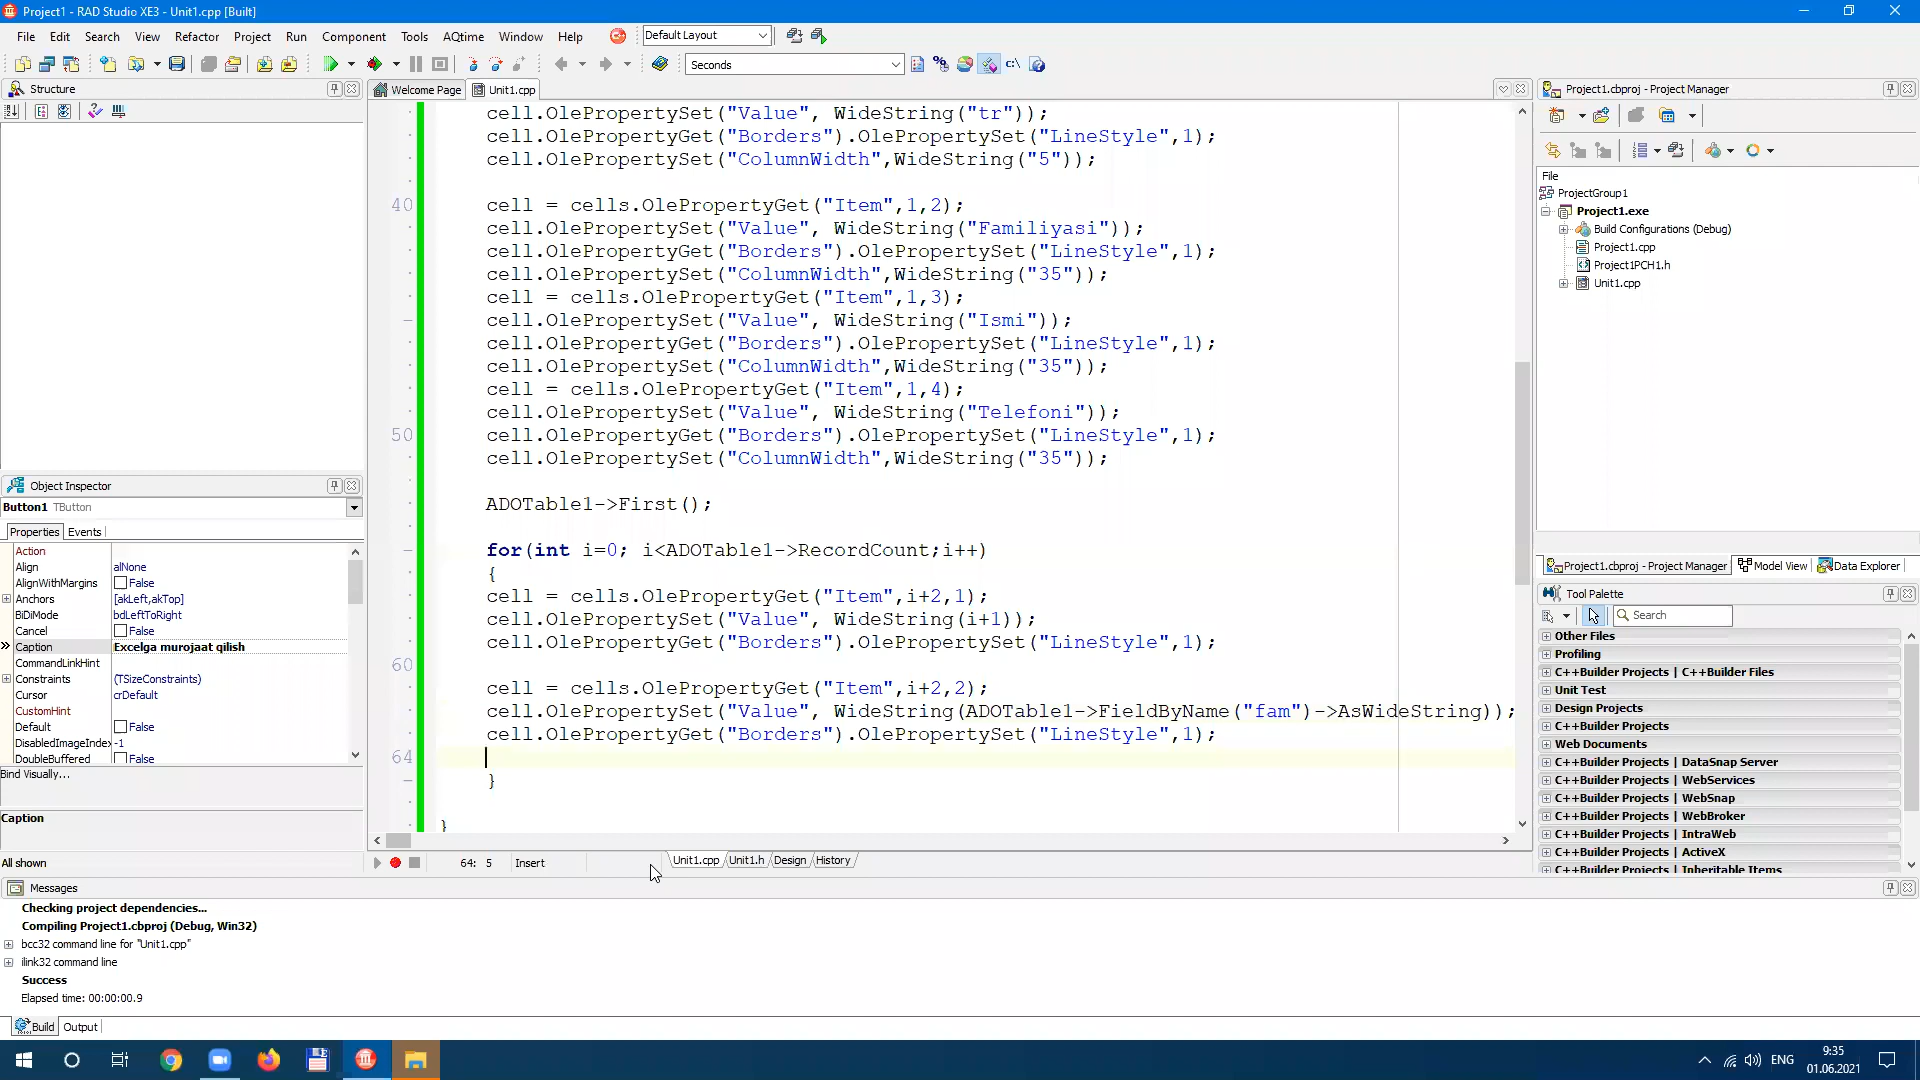 Project1 - RAD Studio XE3 - Unit1.cpp [Built]
File Edit Search View Refactor Project Run Component Tools AQtime Window Help
Default Layout
Seconds
Structure
Welcome Page
Unit1.cpp
cell.OlePropertySet("Value", WideString("tr"));
cell.OlePropertyGet("Borders").OlePropertySet("LineStyle",1);
cell.OlePropertySet("ColumnWidth",WideString("5"));
40
cell = cells.OlePropertyGet("Item",1,2);
cell.OlePropertySet("Value", WideString("Familiyasi"));
cell.OlePropertyGet("Borders").OlePropertySet("LineStyle",1);
cell.OlePropertySet("ColumnWidth",WideString("35"));
cell = cells.OlePropertyGet("Item",1,3);
cell.OlePropertySet("Value", WideString("Ismi"));
cell.OlePropertyGet("Borders").OlePropertySet("LineStyle",1);
cell.OlePropertySet("ColumnWidth",WideString("35"));
cell = cells.OlePropertyGet("Item",1,4);
cell.OlePropertySet("Value", WideString("Telefoni"));
50
cell.OlePropertyGet("Borders").OlePropertySet("LineStyle",1);
cell.OlePropertySet("ColumnWidth",WideString("35"));
ADOTable1->First();
for(int i=0; i<ADOTable1->RecordCount;i++)
{
cell = cells.OlePropertyGet("Item",i+2,1);
cell.OlePropertySet("Value", WideString(i+1));
cell.OlePropertyGet("Borders").OlePropertySet("LineStyle",1);
60
cell = cells.OlePropertyGet("Item",i+2,2);
cell.OlePropertySet("Value", WideString(ADOTable1->FieldByName("fam")->AsWideString));
cell.OlePropertyGet("Borders").OlePropertySet("LineStyle",1);
64
}
}
64: 5
Insert
Unit1.cpp Unit1.h Design History
Object Inspector
Button1 TButton
Properties Events
Action
Align alNone
AlignWithMargins False
Anchors [akLeft,akTop]
BiDiMode bdLeftToRight
Cancel False
Caption Excelga murojaat qilish
CommandLinkHint
Constraints (TSizeConstraints)
Cursor crDefault
CustomHint
Default False
DisabledImageIndex -1
DoubleBuffered False
Bind Visually...
Caption
All shown
Project1.cbproj - Project Manager
File
ProjectGroup1
Project1.exe
Build Configurations (Debug)
Project1.cpp
Project1PCH1.h
Unit1.cpp
Project1.cbproj - Project Manager Model View Data Explorer
Tool Palette
Search
Other Files
Profiling
C++Builder Projects | C++Builder Files
Unit Test
Design Projects
C++Builder Projects
Web Documents
C++Builder Projects | DataSnap Server
C++Builder Projects | WebServices
C++Builder Projects | WebSnap
C++Builder Projects | WebBroker
C++Builder Projects | IntraWeb
C++Builder Projects | ActiveX
C++Builder Projects | Inheritable Items
Messages
Checking project dependencies...
Compiling Project1.cbproj (Debug, Win32)
bcc32 command line for "Unit1.cpp"
ilink32 command line
Success
Elapsed time: 00:00:00.9
Build Output
ENG
9:35
01.06.2021